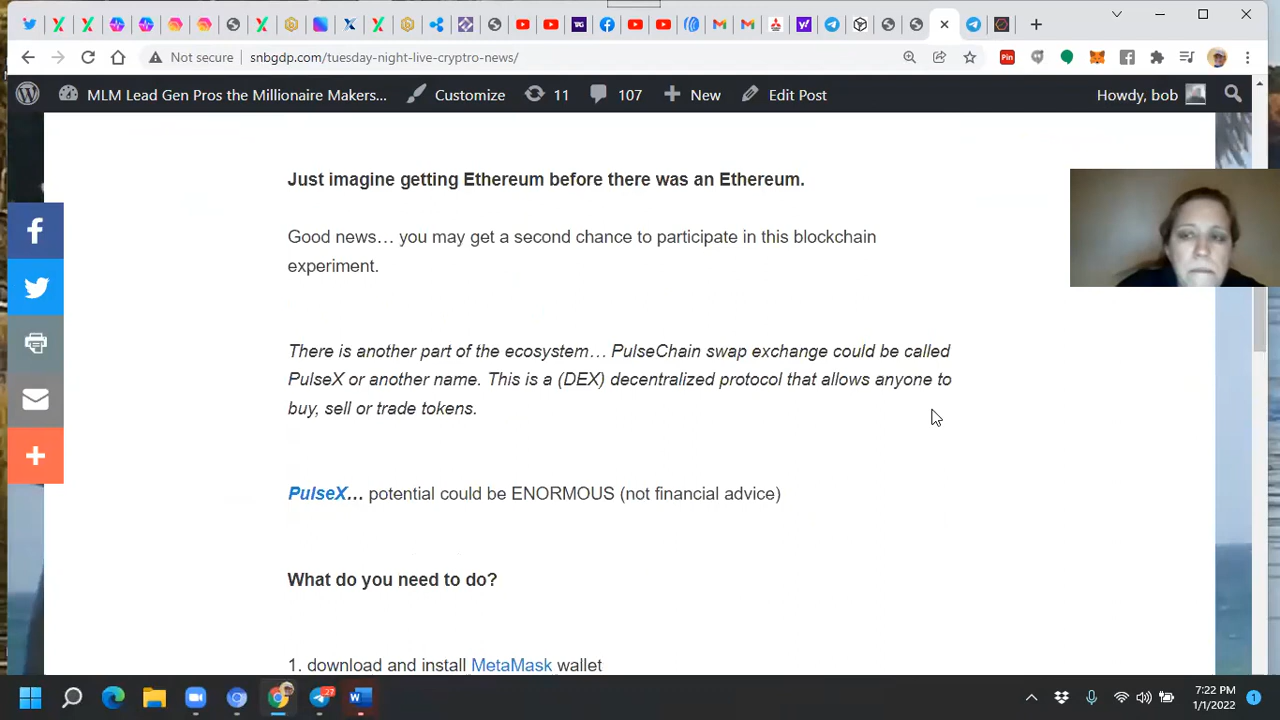 Not secure
snbgdp.com/tuesday-night-live-cryptro-news/
Pin
MLM Lead Gen Pros the Millionaire Makers...
Customize
11
107
New
Edit Post
Howdy, bob
Just imagine getting Ethereum before there was an Ethereum.
Good news… you may get a second chance to participate in this blockchain
experiment.
There is another part of the ecosystem… PulseChain swap exchange could be called
PulseX or another name. This is a (DEX) decentralized protocol that allows anyone to
buy, sell or trade tokens.
PulseX… potential could be ENORMOUS (not financial advice)
What do you need to do?
1. download and install MetaMask wallet
27
7:22 PM
1/1/2022
1